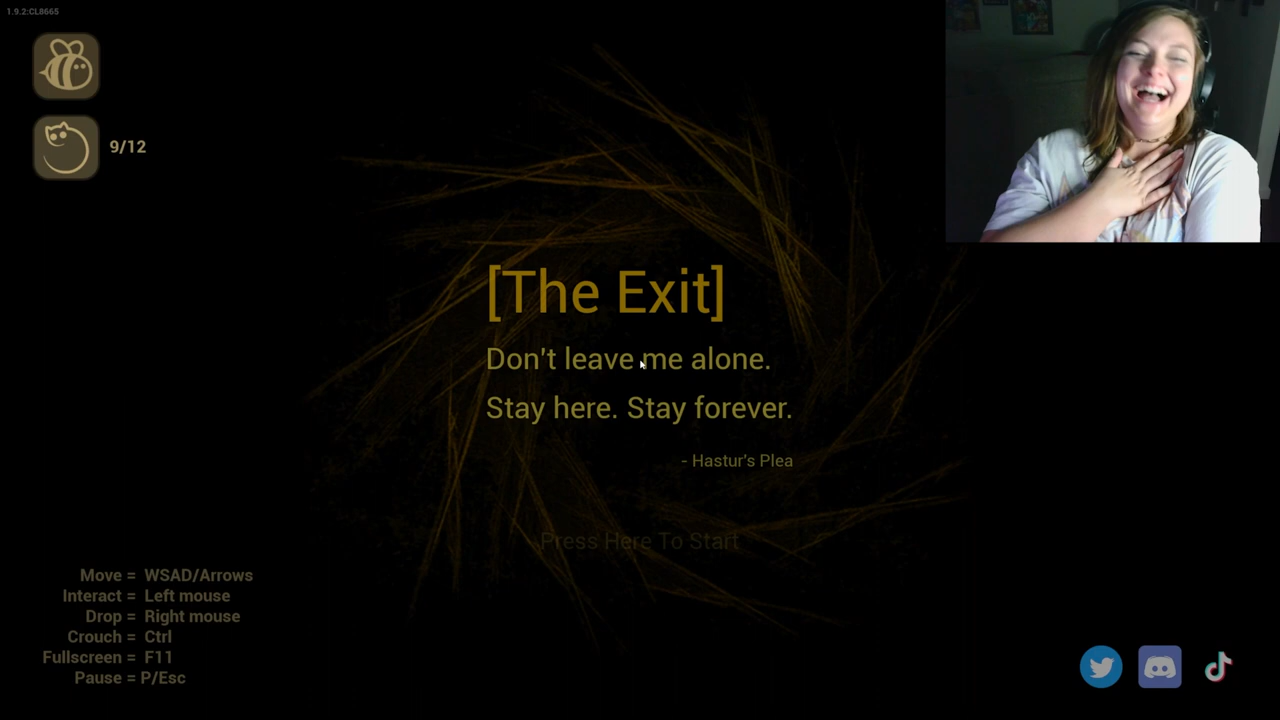 1.9.2:CL8665
9/12
[The Exit]
Don't leave me alone.
Stay here. Stay forever.
- Hastur's Plea
Press Here To Start
Move = WSAD/Arrows
Interact = Left mouse
Drop = Right mouse
Crouch = Ctrl
Fullscreen = F11
Pause = P/Esc